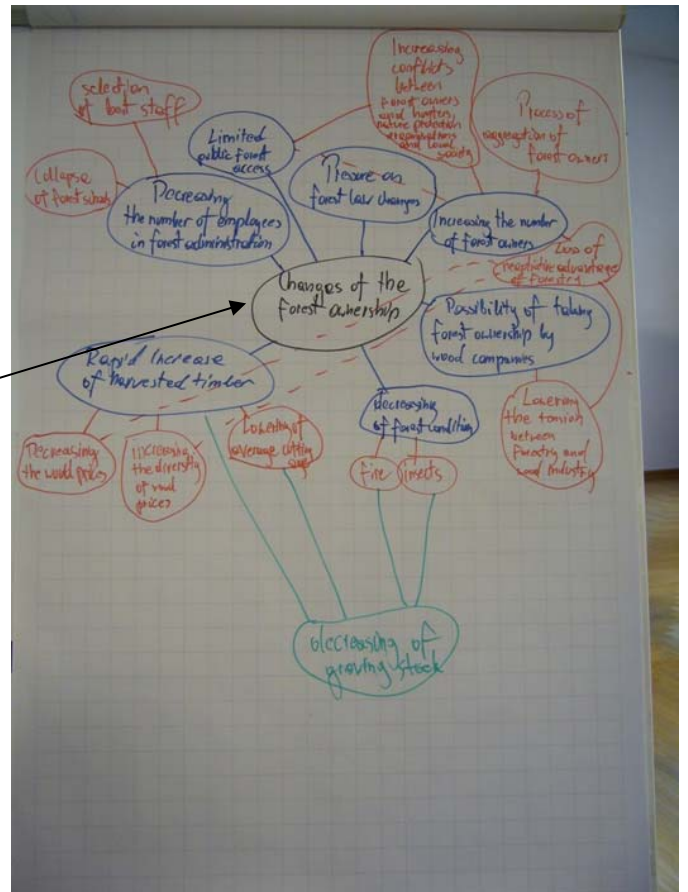 Increasing
conflicts
between
forest owners
and hunters,
nature protection
organizations
and local
society
selection
of best staff
Process of
aggregation of
forest owners
Limited
public forest
access
Collapse
of forest schools
Decreasing
the number of employees
in forest administration
Presure on
forest law changes
Increasing the number
of forest owners
Loss of
advantage
of forestry
Changes of the
forest ownership
Possibility of taking
forest ownership by
wood companies
Rapid Increase
of harvested timber
decreasing
of forest condition
Lowering
the
between
Forestry and
wood Industry
Decreasing
the wood prices
Increasing
the diversity
of wood
prices
Lowering of
average cutting
age
fire
insects
decreasing of
growing stock